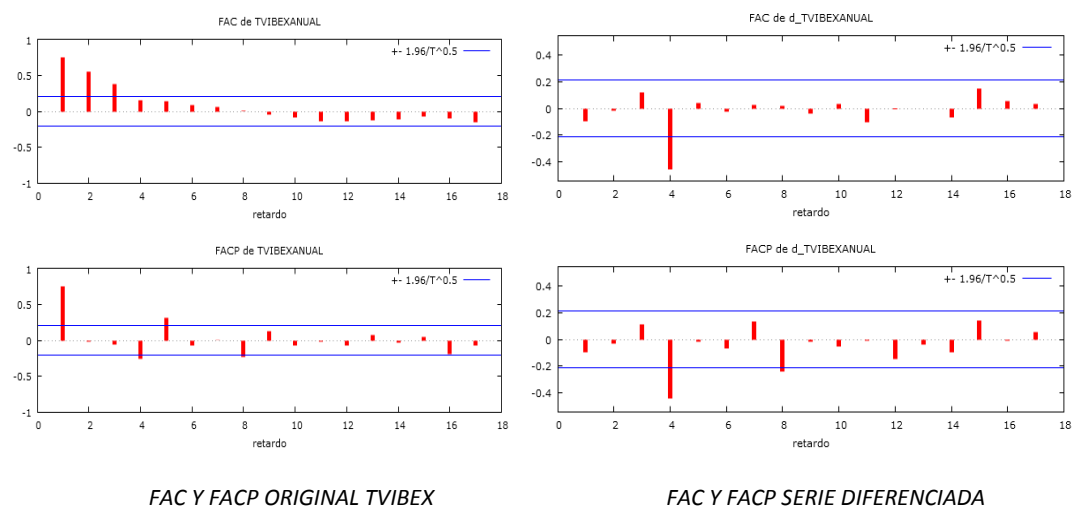 FAC de TVIBEXANUAL
+- 1.96/T^0.5
1
0.5
0
-0.5
-1
0 2 4 6 8 10 12 14 16 18
retardo
FACP de TVIBEXANUAL
+- 1.96/T^0.5
1
0.5
0
-0.5
-1
0 2 4 6 8 10 12 14 16 18
retardo
FAC de d_TVIBEXANUAL
+- 1.96/T^0.5
0.4
0.2
0
-0.2
-0.4
0 2 4 6 8 10 12 14 16 18
retardo
FACP de d_TVIBEXANUAL
+- 1.96/T^0.5
0.4
0.2
0
-0.2
-0.4
0 2 4 6 8 10 12 14 16 18
retardo
FAC Y FACP ORIGINAL TVIBEX
FAC Y FACP SERIE DIFERENCIADA